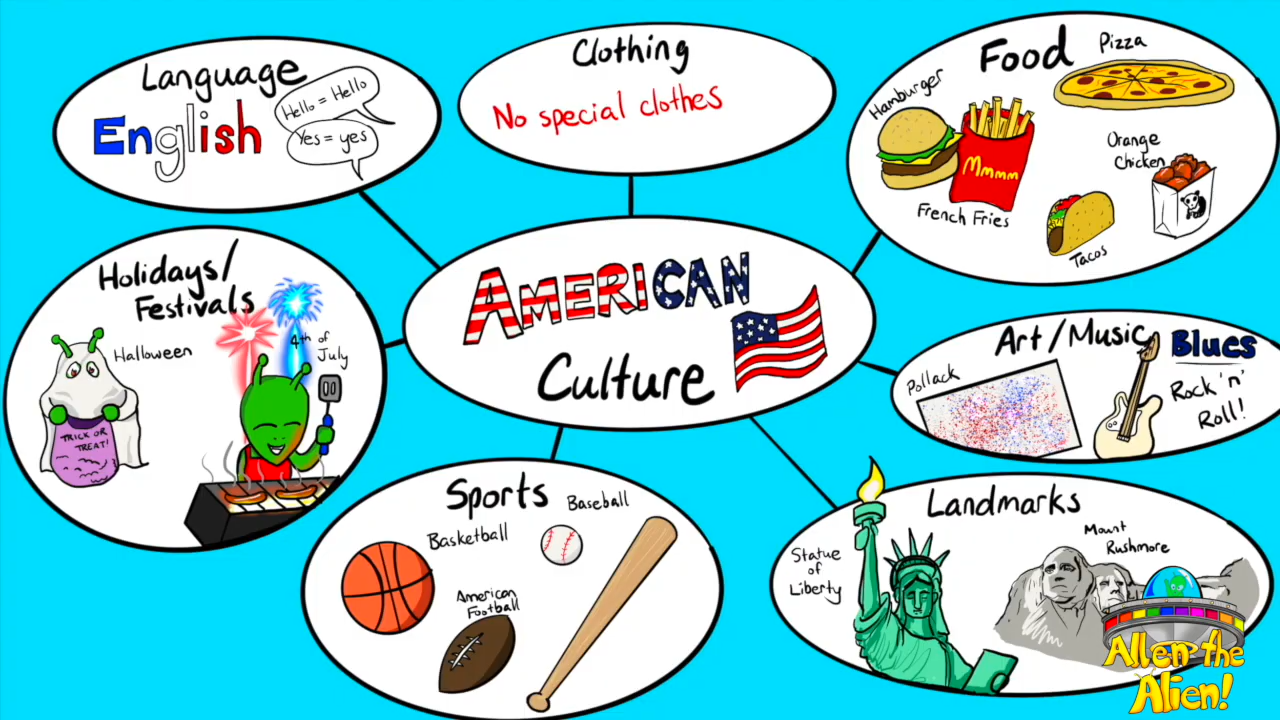 Language
English
Hello = Hello
Yes = yes
Clothing
No special clothes
Food
Pizza
Hamburger
Mmmm
French Fries
Orange
Chicken
Tacos
Holidays/
Festivals
Halloween
TRICK OR
TREAT!
4th of
July
AMERICAN
Culture
Art/Music
Blues
Pollack
Rock 'n'
Roll!
Sports
Baseball
Basketball
American
Football
Landmarks
Statue
of
Liberty
Mount
Rushmore
Allen the
Alien!